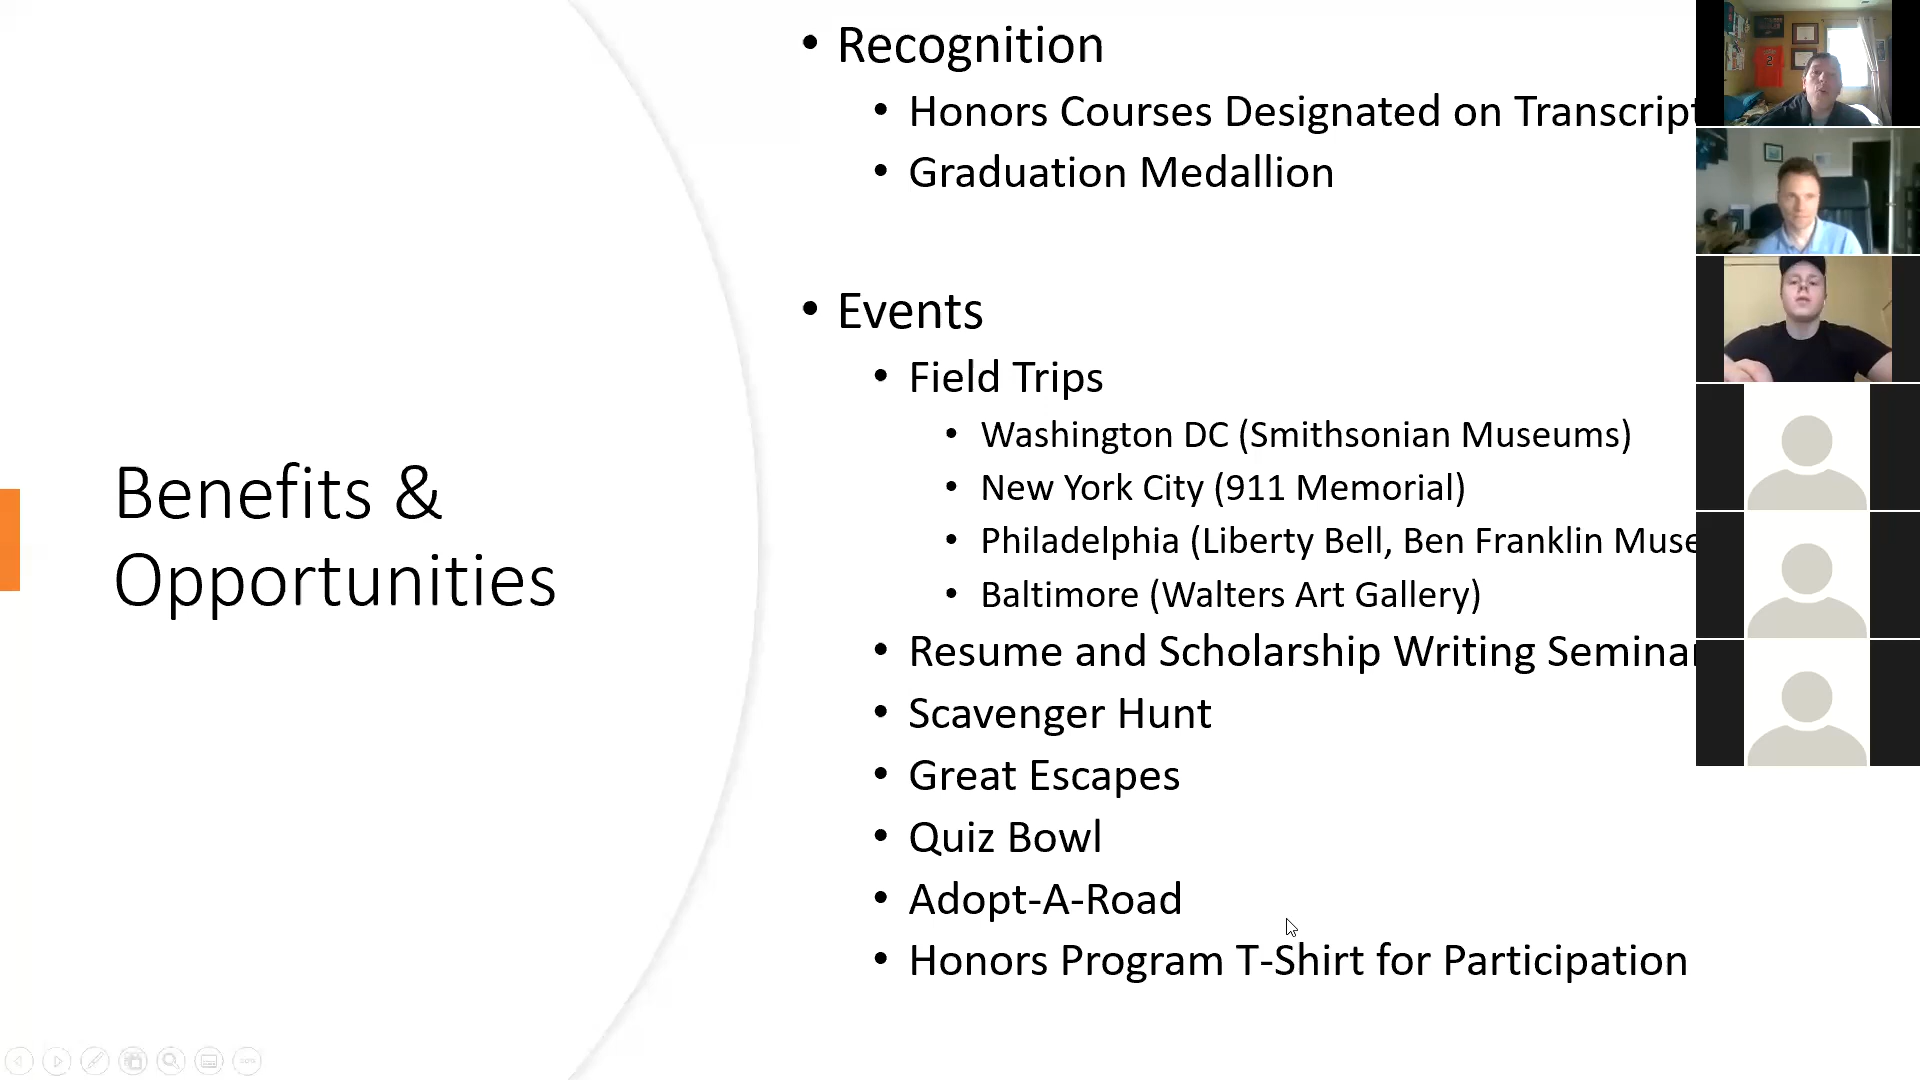 Benefits &
Opportunities
• Recognition
• Honors Courses Designated on Transcript
• Graduation Medallion
• Events
• Field Trips
• Washington DC (Smithsonian Museums)
• New York City (911 Memorial)
• Philadelphia (Liberty Bell, Ben Franklin Muse
• Baltimore (Walters Art Gallery)
• Resume and Scholarship Writing Seminar
• Scavenger Hunt
• Great Escapes
• Quiz Bowl
• Adopt-A-Road
• Honors Program T-Shirt for Participation